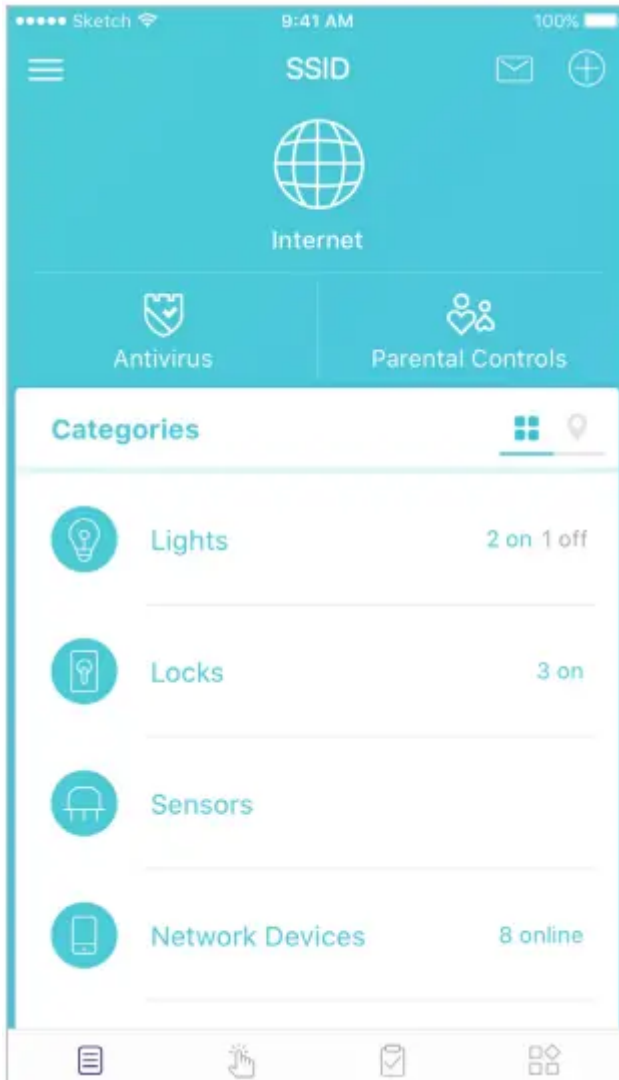 Sketch 9:41 AM 100%
SSID
Internet
Antivirus Parental Controls
Categories
Lights 2 on 1 off
Locks 3 on
Sensors
Network Devices 8 online